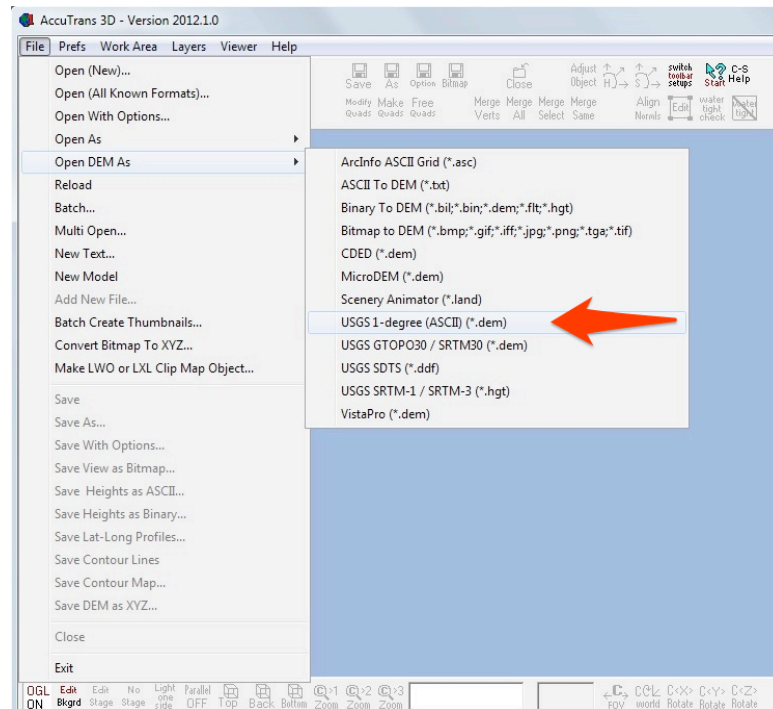 AccuTrans 3D - Version 2012.1.0
File Prefs Work Area Layers Viewer Help
Open (New)...
Open (All Known Formats)...
Open With Options...
Open As
Open DEM As
Reload
Batch...
Multi Open...
New Text...
New Model
Add New File...
Batch Create Thumbnails...
Convert Bitmap To XYZ...
Make LWO or LXL Clip Map Object...
Save
Save As...
Save With Options...
Save View as Bitmap...
Save Heights as ASCII...
Save Heights as Binary...
Save Lat-Long Profiles...
Save Contour Lines
Save Contour Map...
Save DEM as XYZ...
Close
Exit
Save As Option Bitmap Close Adjust Object H)→ S)→ switch toolbar setups Start C-S Help
Modify Quads Make Quads Free Quads Merge Verts Merge All Merge Select Merge Same Align Normls Edit water tight check water tight
ArcInfo ASCII Grid (*.asc)
ASCII To DEM (*.txt)
Binary To DEM (*.bil;*.bin;*.dem;*.flt;*.hgt)
Bitmap to DEM (*.bmp;*.gif;*.iff;*.jpg;*.png;*.tga;*.tif)
CDED (*.dem)
MicroDEM (*.dem)
Scenery Animator (*.land)
USGS 1-degree (ASCII) (*.dem)
USGS GTOPO30 / SRTM30 (*.dem)
USGS SDTS (*.ddf)
USGS SRTM-1 / SRTM-3 (*.hgt)
VistaPro (*.dem)
OGL ON Edit Bkgrd Edit Stage No Stage Light one side Parallel OFF Top Back Bottom >1 Zoom >2 Zoom >3 Zoom FOV world Rotate C<X> Rotate C<Y> Rotate C<Z> Rotate